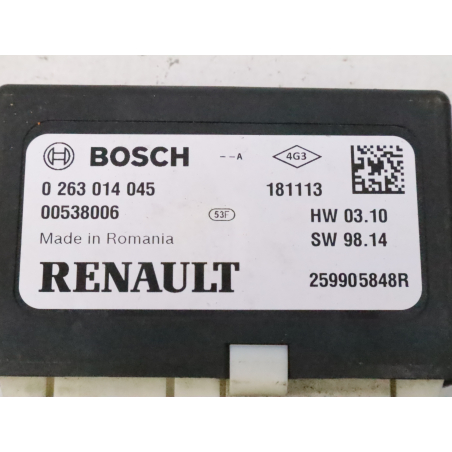 BOSCH --A 4G3
0 263 014 045 181113
00538006 53F HW 03.10
Made in Romania SW 98.14
RENAULT 259905848R